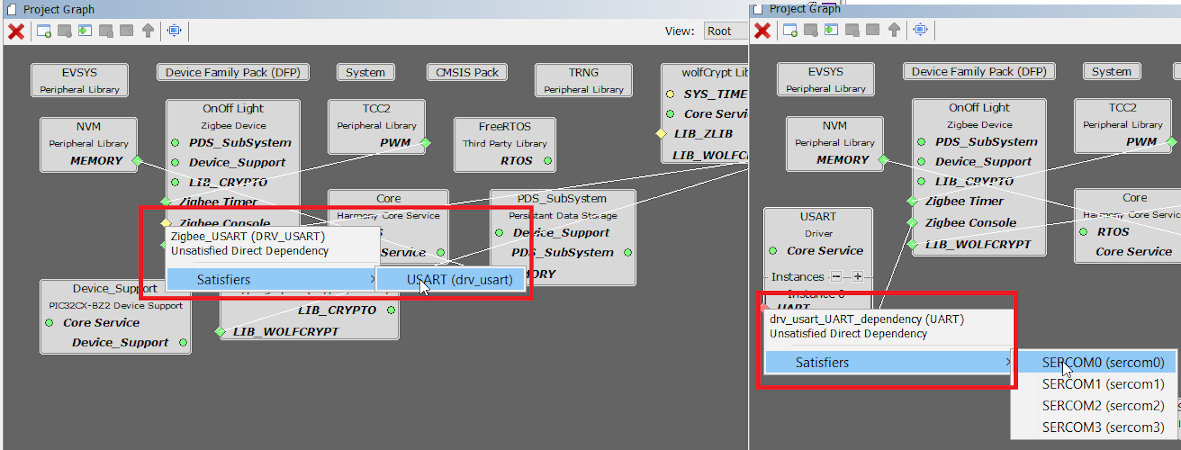 Project Graph
View: Root
EVSYS
Peripheral Library
Device Family Pack (DFP)
System
CMSIS Pack
TRNG
Peripheral Library
wolfCrypt Lib
SYS_TIME
Core Service
LIB_ZLIB
LIB_WOLFCRYPT
NVM
Peripheral Library
MEMORY
OnOff Light
Zigbee Device
PDS_SubSystem
Device_Support
LIB_CRYPTO
Zigbee Timer
Zigbee Console
TCC2
Peripheral Library
PWM
FreeRTOS
Third Party Library
RTOS
Core
Harmony Core Service
PDS_SubSystem
Persistant Data Storage
Device_Support
PDS_SubSystem
Zigbee_USART (DRV_USART)
Unsatisfied Direct Dependency
Satisfiers
USART (drv_usart)
Device_Support
PIC32CX-BZ2 Device Support
Core Service
Device_Support
LIB_CRYPTO
LIB_WOLFCRYPT
Project Graph
EVSYS
Peripheral Library
Device Family Pack (DFP)
System
NVM
Peripheral Library
MEMORY
OnOff Light
Zigbee Device
PDS_SubSystem
Device_Support
LIB_CRYPTO
Zigbee Timer
Zigbee Console
LIB_WOLFCRYPT
TCC2
Peripheral Library
PWM
Core
Harmony Core Service
RTOS
Core Service
USART
Driver
Core Service
Instances
Instance 0
UART
drv_usart_UART_dependency (UART)
Unsatisfied Direct Dependency
Satisfiers
SERCOM0 (sercom0)
SERCOM1 (sercom1)
SERCOM2 (sercom2)
SERCOM3 (sercom3)